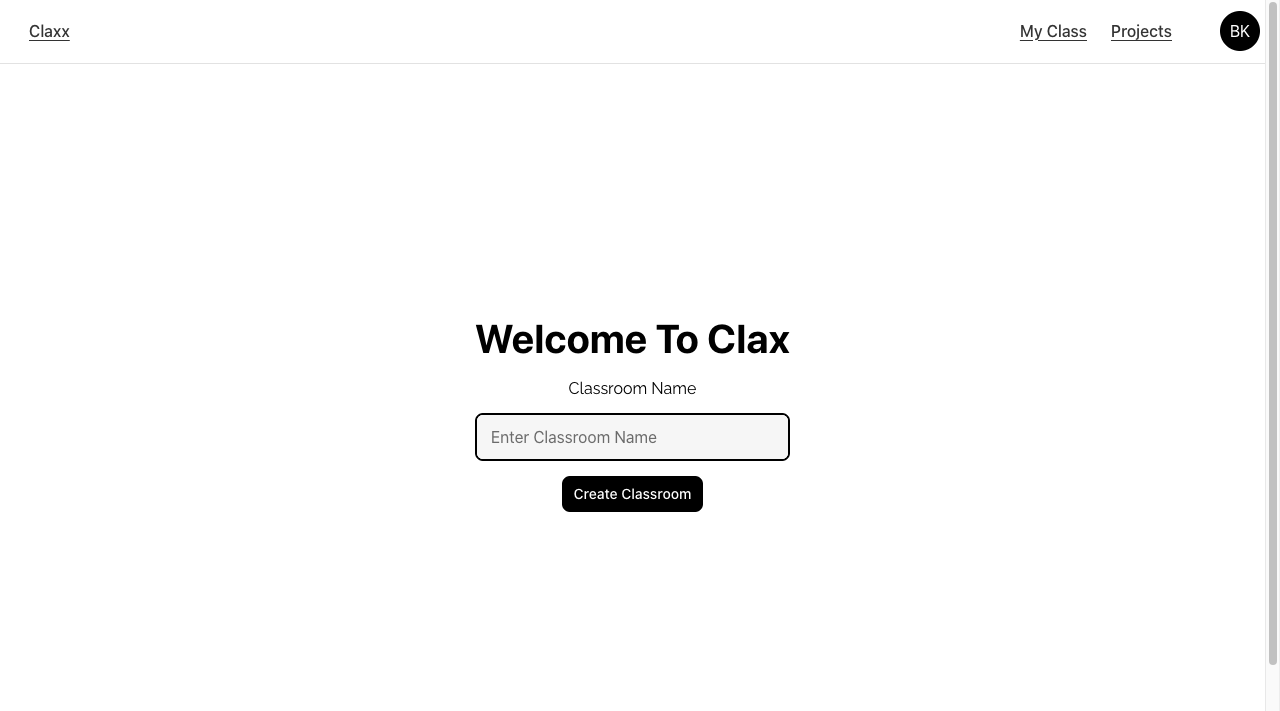 Claxx
My Class
Projects
BK
Welcome To Clax
Classroom Name
Enter Classroom Name
Create Classroom